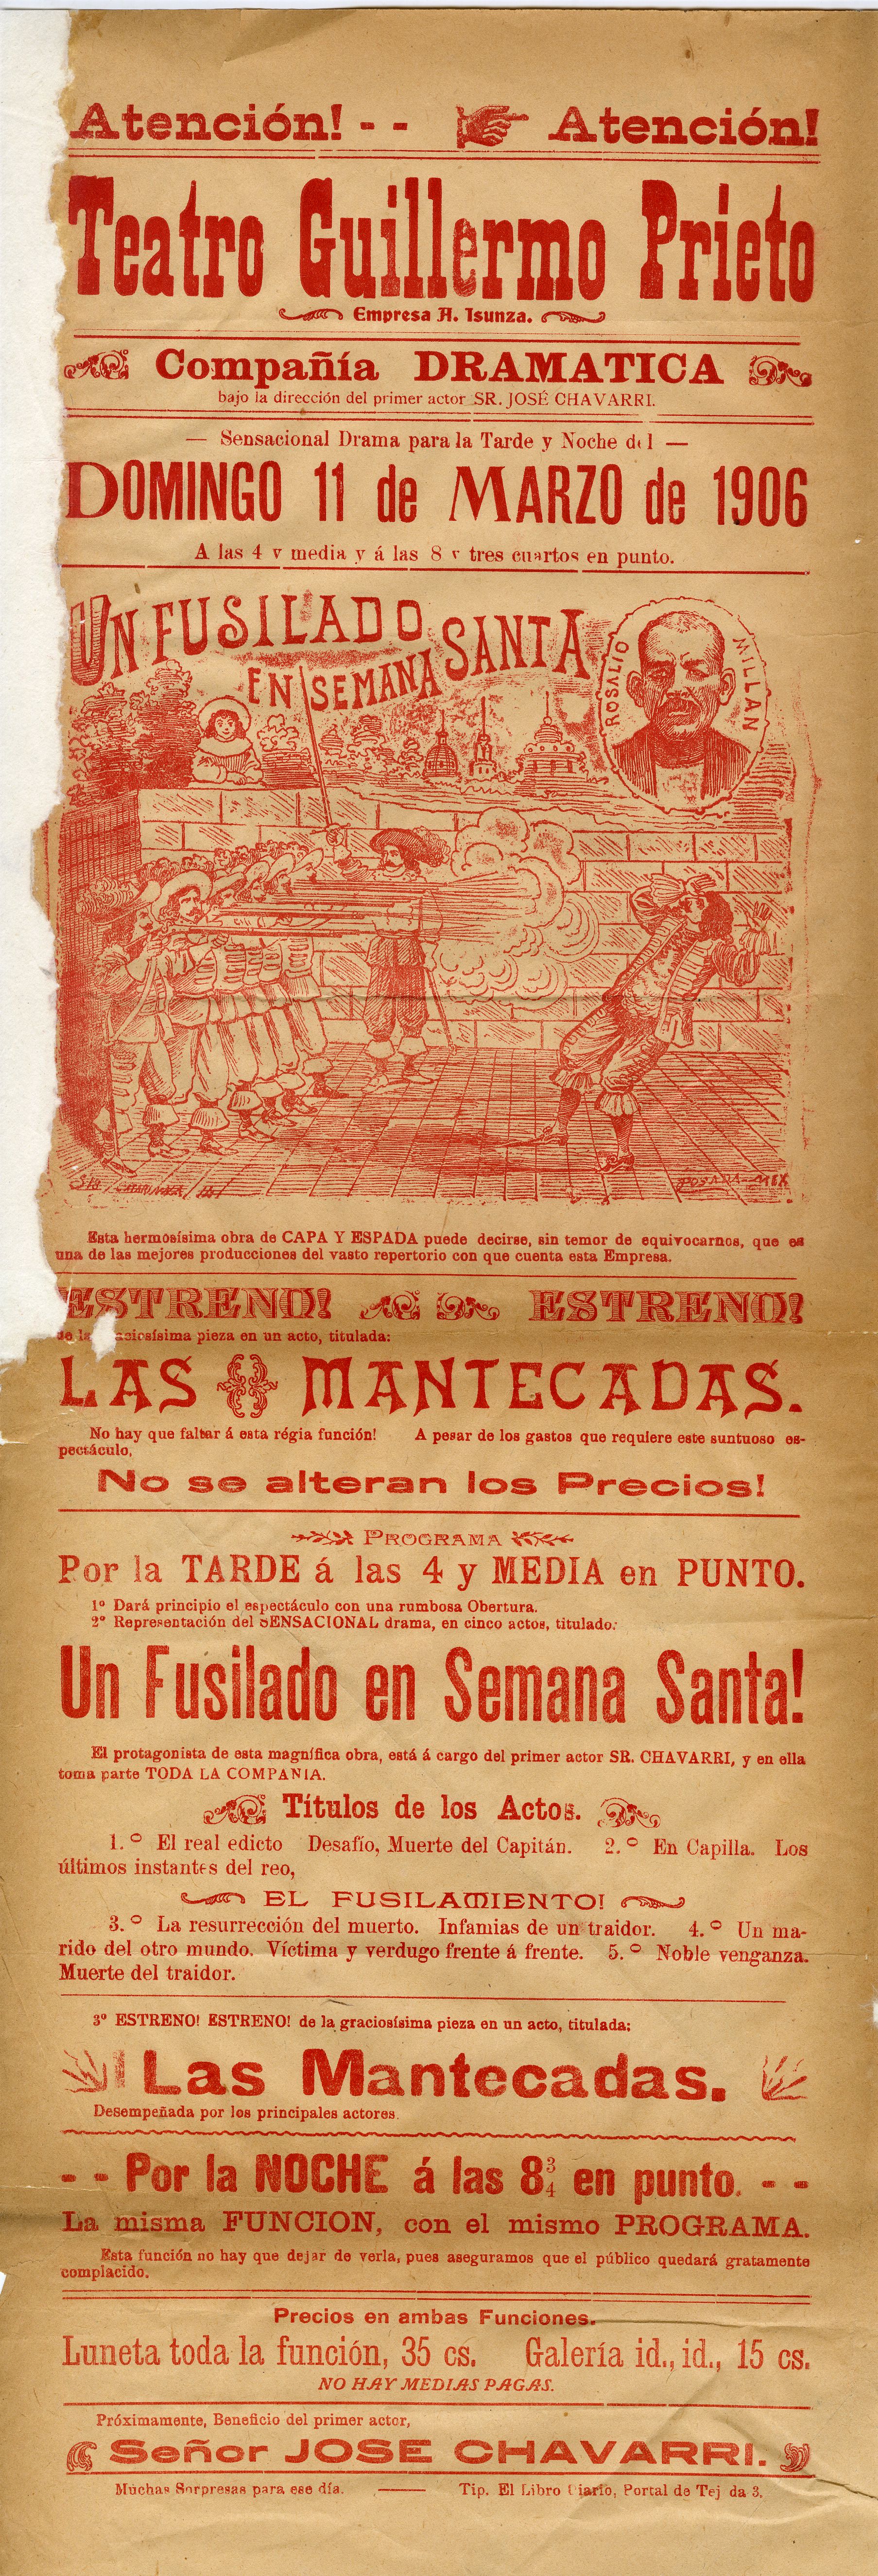 Atención! - - Atención!
Teatro Guillermo Prieto
Empresa A. Isunza.
Compañía DRAMATICA
bajo la dirección del primer actor SR. JOSÉ CHAVARRI.
— Sensacional Drama para la Tarde y Noche del —
DOMINGO 11 de MARZO de 1906
A las 4 y media y á las 8 y tres cuartos en punto.
UN FUSILADO
EN SEMANA SANTA
ROSALIO MILLAN
POSADA-MEX
Esta hermosísima obra de CAPA Y ESPADA puede decirse, sin temor de equivocarnos, que es
una de las mejores producciones del vasto repertorio con que cuenta esta Empresa.
ESTRENO! ESTRENO!
de la graciosísima pieza en un acto, titulada:
LAS MANTECADAS.
No hay que faltar á esta régia función! A pesar de los gastos que requiere este suntuoso es-
pectáculo,
No se alteran los Precios!
PROGRAMA
Por la TARDE á las 4 y MEDIA en PUNTO.
1º Dará principio el espectáculo con una rumbosa Obertura.
2º Representación del SENSACIONAL drama, en cinco actos, titulado:
Un Fusilado en Semana Santa!
El protagonista de esta magnífica obra, está á cargo del primer actor SR. CHAVARRI, y en ella
toma parte TODA LA COMPANIA.
Títulos de los Actos.
1.º El real edicto Desafío, Muerte del Capitán. 2.º En Capilla. Los
últimos instantes del reo,
EL FUSILAMIENTO!
3.º La resurrección del muerto. Infamias de un traidor. 4.º Un ma-
rido del otro mundo. Víctima y verdugo frente á frente. 5.º Noble venganza.
Muerte del traidor.
3º ESTRENO! ESTRENO! de la graciosísima pieza en un acto, titulada:
Las Mantecadas.
Desempeñada por los principales actores.
- - Por la NOCHE á las 8 3/4 en punto. - -
La misma FUNCION, con el mismo PROGRAMA.
Esta función no hay que dejar de verla, pues aseguramos que el público quedará gratamente
complacido.
Precios en ambas Funciones.
Luneta toda la función, 35 cs. Galería id., id., 15 cs.
NO HAY MEDIAS PAGAS.
Próximamente, Beneficio del primer actor,
Señor JOSE CHAVARRI.
Muchas Sorpresas para ese día. — Tip. El Libro Diario, Portal de Tejada 3.